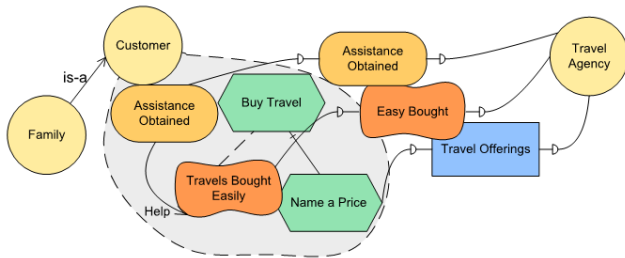 Customer
is-a
Family
Assistance
Obtained
Buy Travel
Travels Bought
Easily
Help
Name a Price
Assistance
Obtained
Easy Bought
Travel Offerings
Travel
Agency